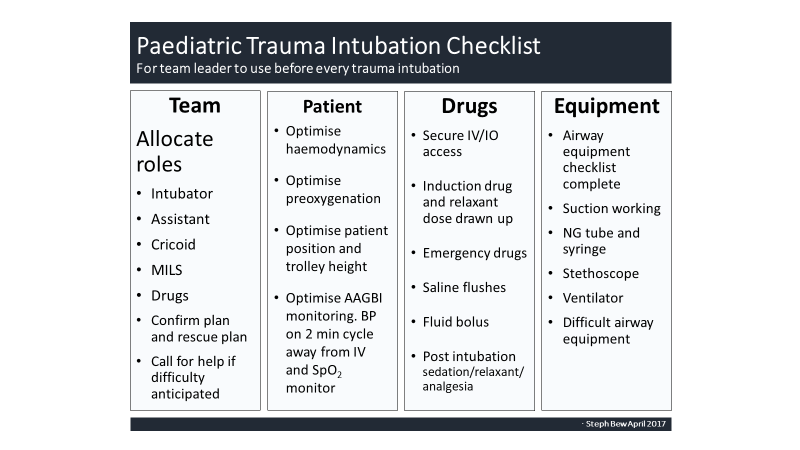 Paediatric Trauma Intubation Checklist
For team leader to use before every trauma intubation
Team
Allocate
roles
• Intubator
• Assistant
• Cricoid
• MILS
• Drugs
• Confirm plan
and rescue plan
• Call for help if
difficulty
anticipated
Patient
• Optimise
haemodynamics
• Optimise
preoxygenation
• Optimise patient
position and
trolley height
• Optimise AAGBI
monitoring. BP
on 2 min cycle
away from IV
and SpO₂
monitor
Drugs
• Secure IV/IO
access
• Induction drug
and relaxant
dose drawn up
• Emergency drugs
• Saline flushes
• Fluid bolus
• Post intubation
sedation/relaxant/
analgesia
Equipment
• Airway
equipment
checklist
complete
• Suction working
• NG tube and
syringe
• Stethoscope
• Ventilator
• Difficult airway
equipment
· Steph Bew April 2017